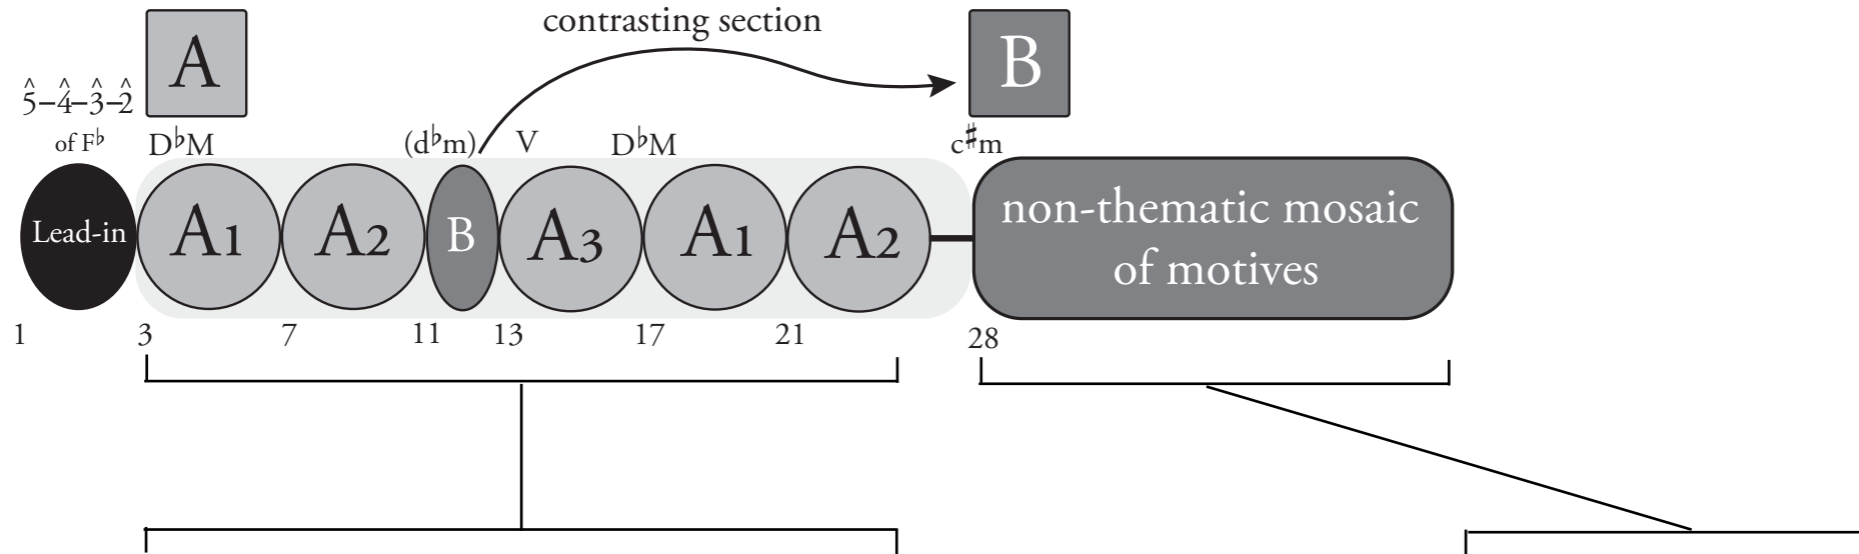 contrasting section
A
B
^5–^4–^3–^2
of F♭
D♭M
(d♭m)
V
D♭M
c♯m
Lead-in
A1
A2
B
A3
A1
A2
non-thematic mosaic
of motives
1
3
7
11
13
17
21
28